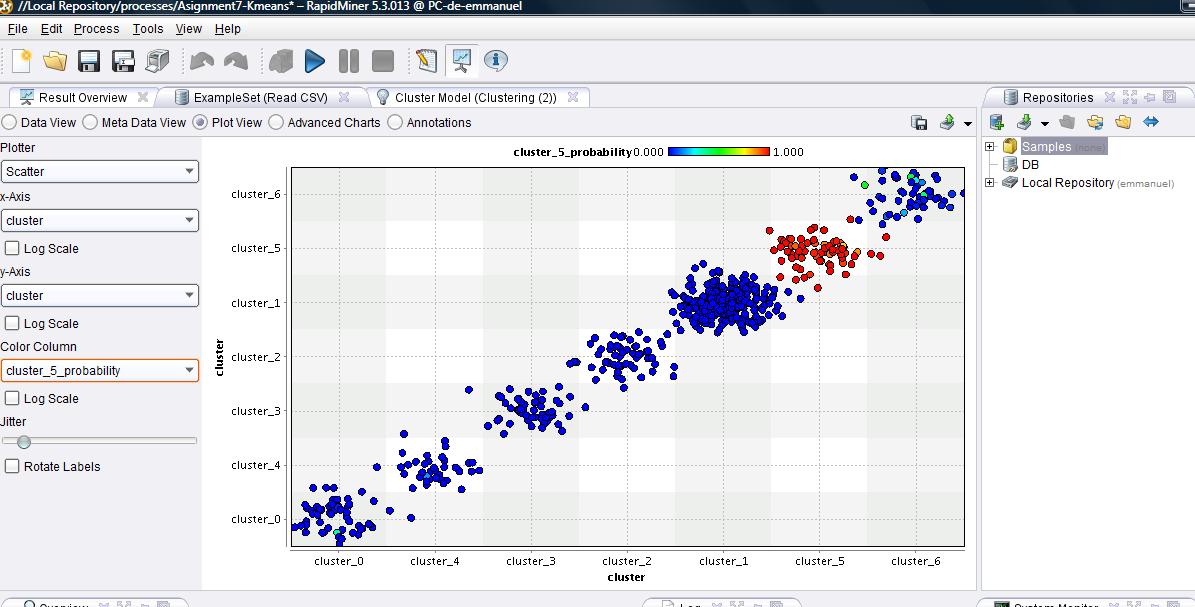 //Local Repository/processes/Asignment7-Kmeans* – RapidMiner 5.3.013 @ PC-de-emmanuel
File Edit Process Tools View Help
Result Overview ExampleSet (Read CSV) Cluster Model (Clustering (2)) Repositories
Data View Meta Data View Plot View Advanced Charts Annotations
Plotter
Scatter
x-Axis
cluster
Log Scale
y-Axis
cluster
Log Scale
Color Column
cluster_5_probability
Log Scale
Jitter
Rotate Labels
cluster_5_probability 0.000 1.000
cluster_6
cluster_5
cluster_1
cluster_2
cluster_3
cluster_4
cluster_0
cluster
cluster_0 cluster_4 cluster_3 cluster_2 cluster_1 cluster_5 cluster_6
cluster
Samples (none)
DB
Local Repository (emmanuel)
Overview Log System Monitor